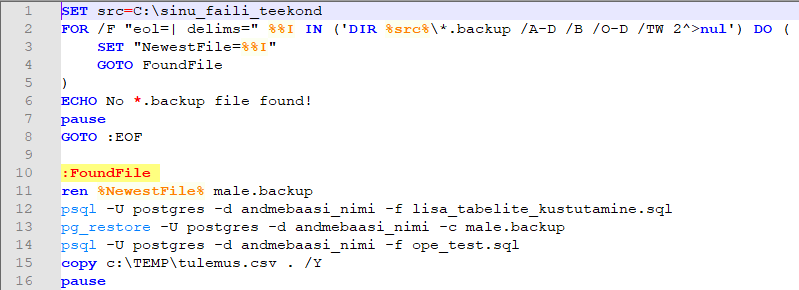 1 SET src=C:\sinu_faili_teekond
2 FOR /F "eol=| delims=" %%I IN ('DIR %src%\*.backup /A-D /B /O-D /TW 2^>nul') DO (
3 SET "NewestFile=%%I"
4 GOTO FoundFile
5 )
6 ECHO No *.backup file found!
7 pause
8 GOTO :EOF
9
10 :FoundFile
11 ren %NewestFile% male.backup
12 psql -U postgres -d andmebaasi_nimi -f lisa_tabelite_kustutamine.sql
13 pg_restore -U postgres -d andmebaasi_nimi -c male.backup
14 psql -U postgres -d andmebaasi_nimi -f ope_test.sql
15 copy c:\TEMP\tulemus.csv . /Y
16 pause